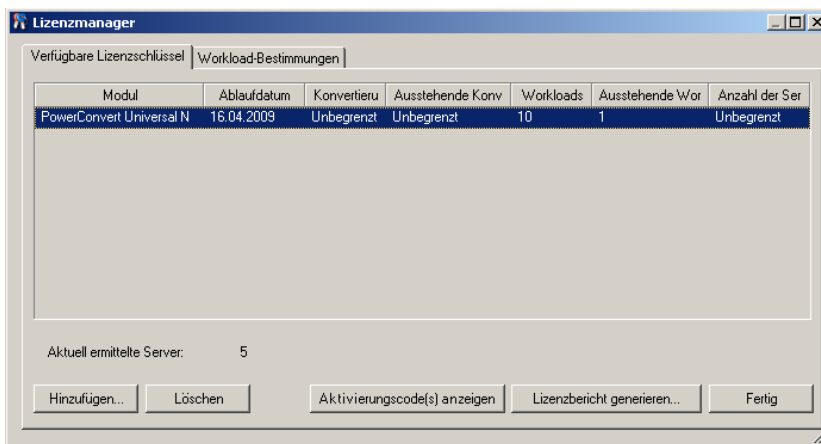 Lizenzmanager
Verfügbare Lizenzschlüssel Workload-Bestimmungen
Modul Ablaufdatum Konvertieru Ausstehende Konv Workloads Ausstehende Wor Anzahl der Ser
PowerConvert Universal N 16.04.2009 Unbegrenzt Unbegrenzt 10 1 Unbegrenzt
Aktuell ermittelte Server: 5
Hinzufügen... Löschen Aktivierungscode(s) anzeigen Lizenzbericht generieren... Fertig